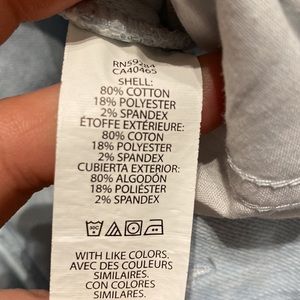 RN59284
CA40465
SHELL:
80% COTTON
18% POLYESTER
2% SPANDEX
ÉTOFFE EXTÉRIEURE:
80% COTON
18% POLYESTER
2% SPANDEX
CUBIERTA EXTERIOR:
80% ALGODÓN
18% POLIÉSTER
2% SPANDEX
WITH LIKE COLORS.
AVEC DES COULEURS
SIMILAIRES.
CON COLORES
SIMILARES.